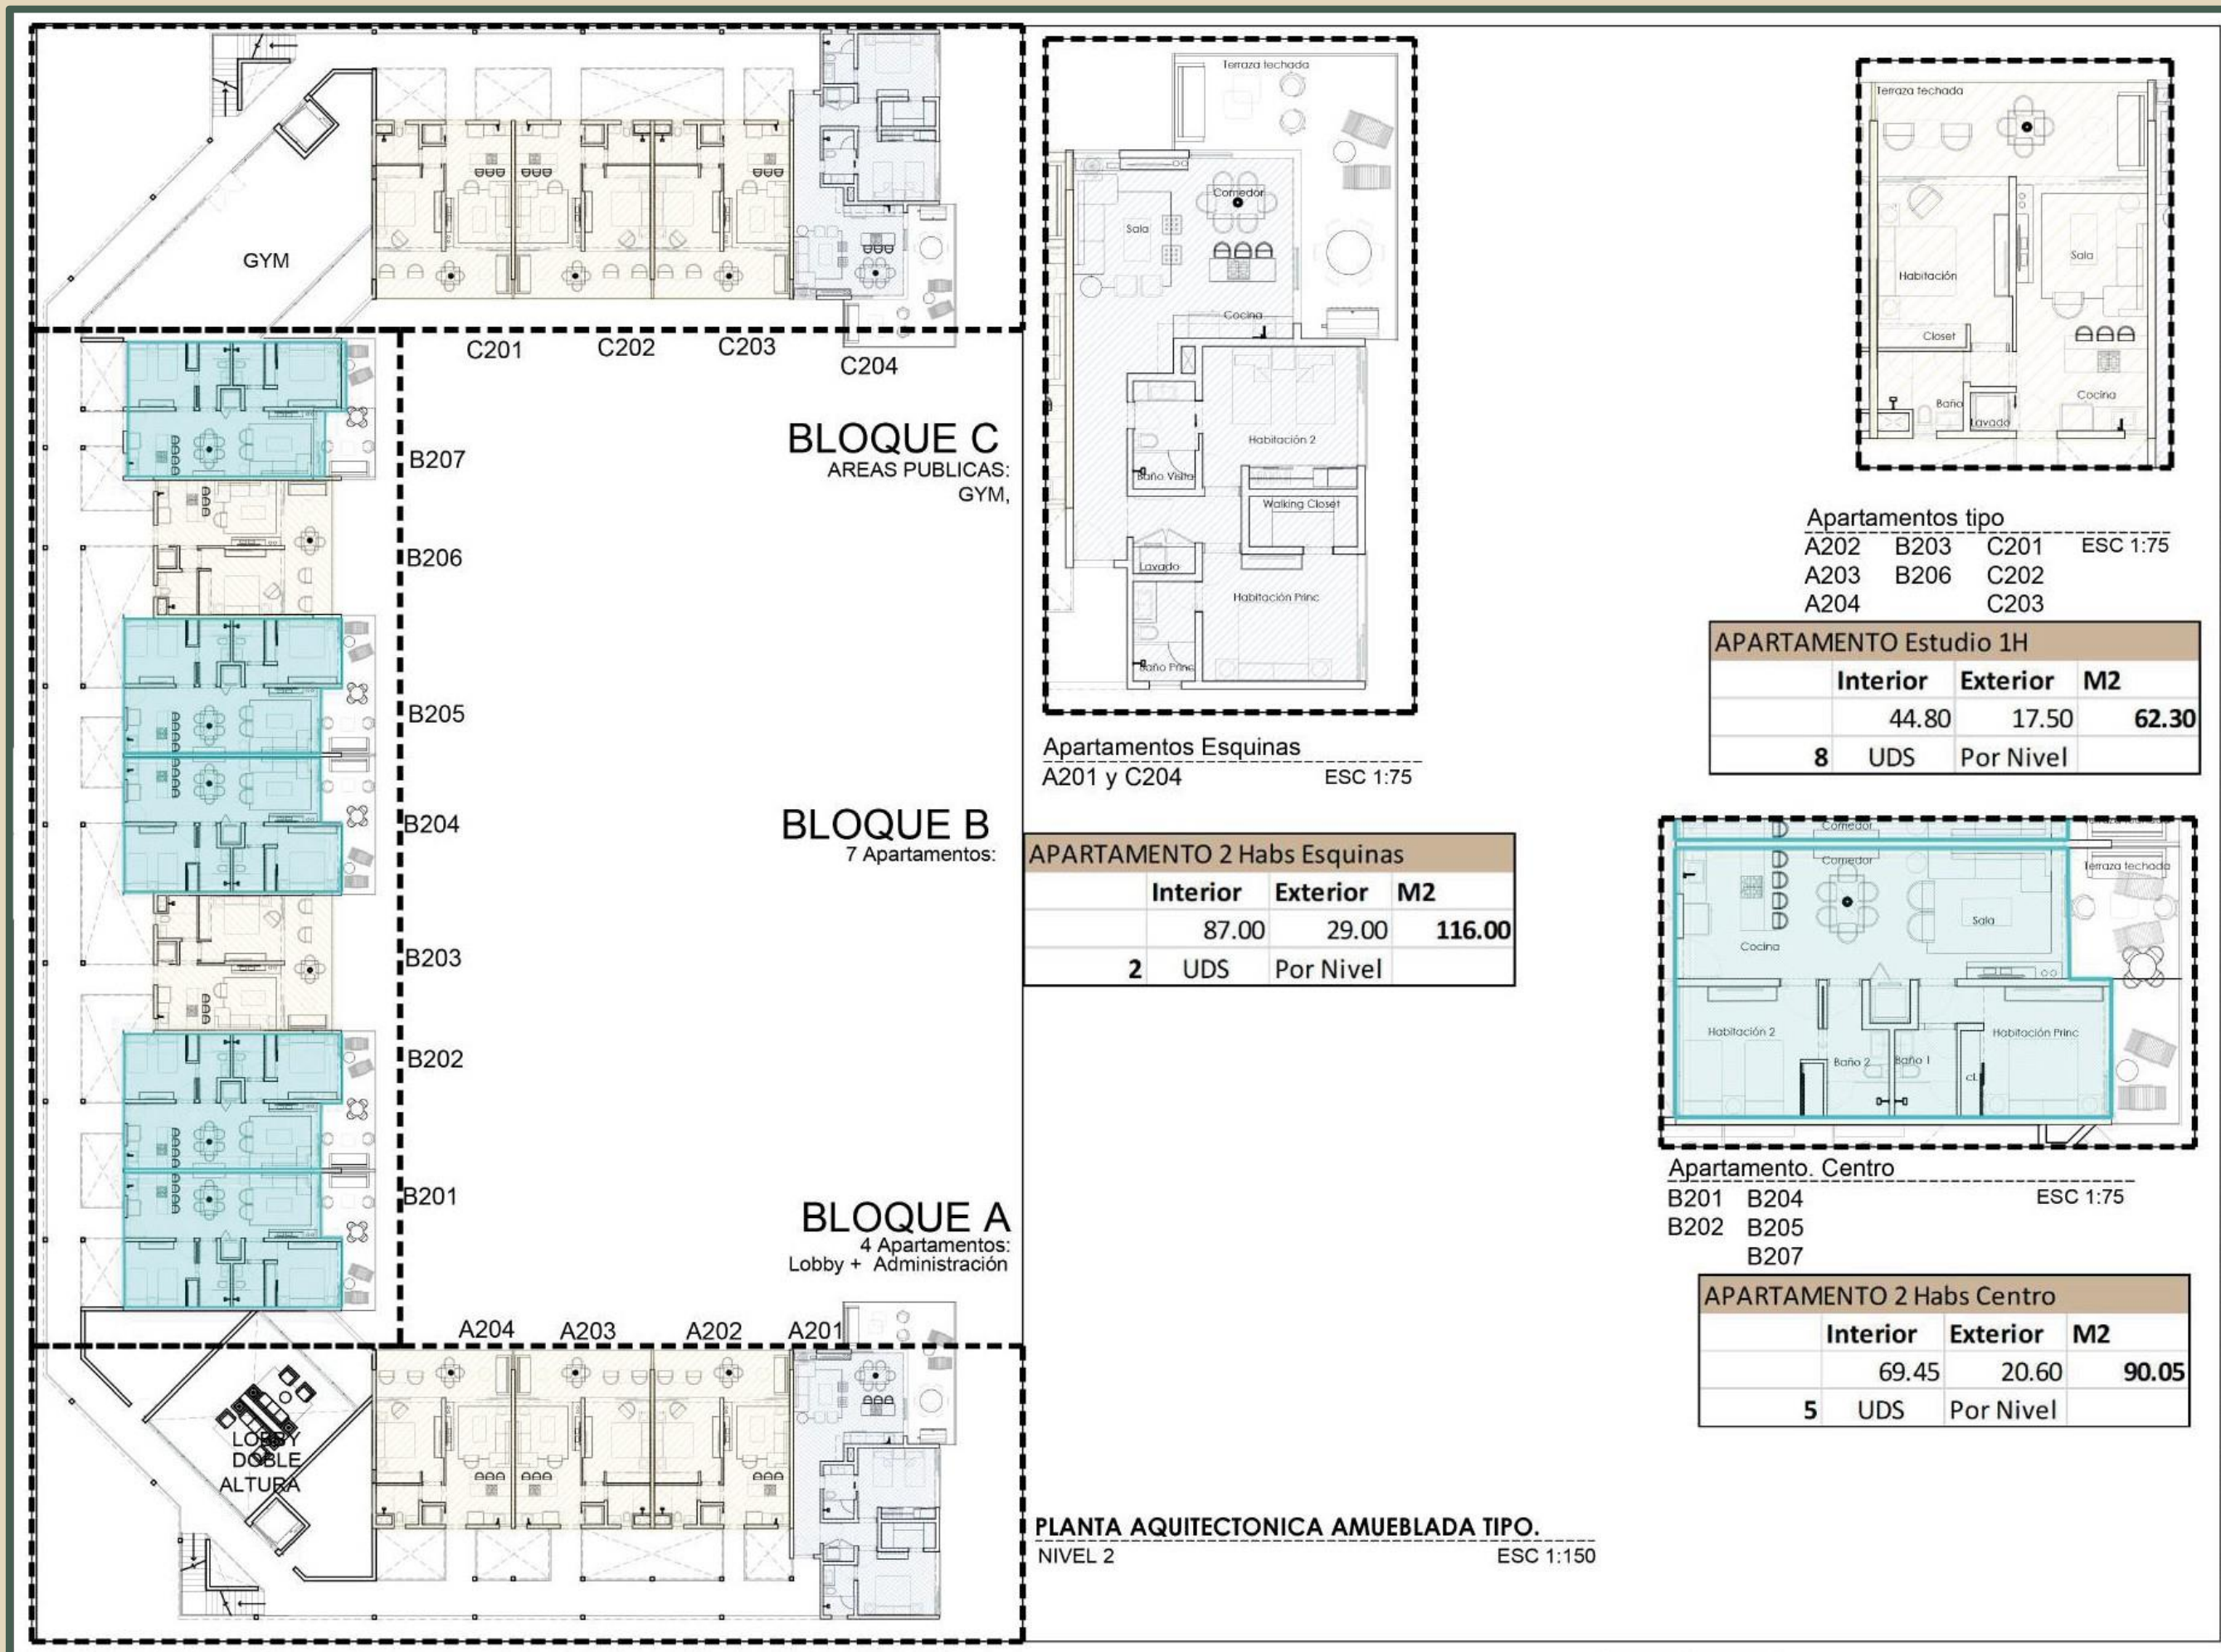 GYM
C201
C202
C203
C204
BLOQUE C
AREAS PUBLICAS:
GYM,
B207
B206
B205
B204
B203
B202
B201
BLOQUE B
7 Apartamentos:
BLOQUE A
4 Apartamentos:
Lobby + Administración
A204
A203
A202
A201
LOBBY
DOBLE
ALTURA
Terraza techada
Comedor
Sala
Cocina
Habitación 2
Baño Visita
Walking Closet
Lavado
Habitación Princ
Baño Princ
Apartamentos Esquinas
A201 y C204 ESC 1:75
APARTAMENTO 2 Habs Esquinas
Interior Exterior M2
87.00 29.00 116.00
2 UDS Por Nivel
Terraza techada
Habitación
Sala
Closet
Baño
Cocina
Lavado
Apartamentos tipo
A202 B203 C201 ESC 1:75
A203 B206 C202
A204 C203
APARTAMENTO Estudio 1H
Interior Exterior M2
44.80 17.50 62.30
8 UDS Por Nivel
Comedor
Comedor
Terraza techada
Sala
Cocina
Habitación 2
Habitación Princ
Baño 2
Baño 1
cL
Apartamento. Centro
B201 B204 ESC 1:75
B202 B205
B207
APARTAMENTO 2 Habs Centro
Interior Exterior M2
69.45 20.60 90.05
5 UDS Por Nivel
PLANTA AQUITECTONICA AMUEBLADA TIPO.
NIVEL 2 ESC 1:150